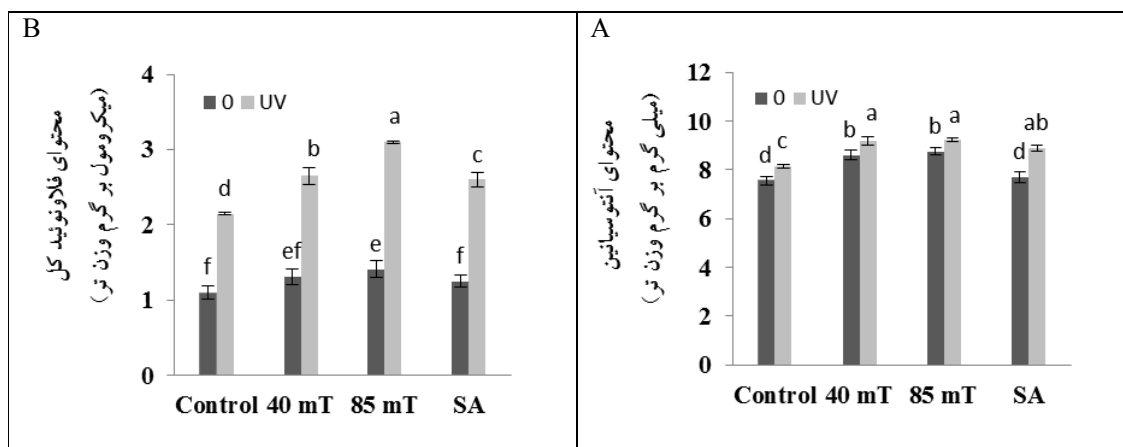 B
محتوای فلاونوئید کل
(میکرومول بر گرم وزن تر)
4
3
2
1
0
0 UV
f d ef b e a f c
Control 40 mT 85 mT SA
A
محتوای آنتوسیانین
(میلی گرم بر گرم وزن تر)
12
10
8
6
4
2
0
0 UV
d c b a b a d ab
Control 40 mT 85 mT SA